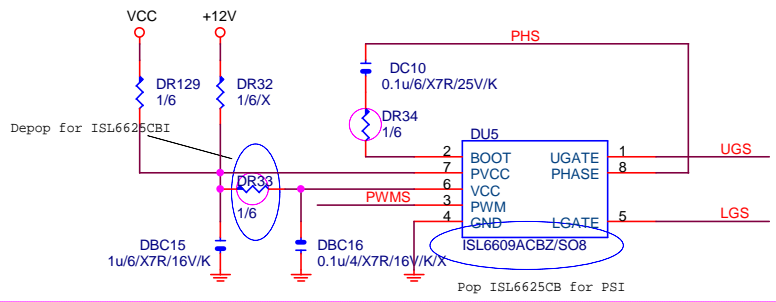 VCC
+12V
PHS
DR129
1/6
DR32
1/6/X
DC10
0.1u/6/X7R/25V/K
DR34
1/6
Depop for ISL6625CBI
DU5
2
BOOT
UGATE
1
UGS
7
PVCC
PHASE
8
DR33
1/6
6
VCC
PWMS
3
PWM
4
GND
LGATE
5
LGS
ISL6609ACBZ/SO8
DBC15
1u/6/X7R/16V/K
DBC16
0.1u/4/X7R/16V/K/X
Pop ISL6625CB for PSI